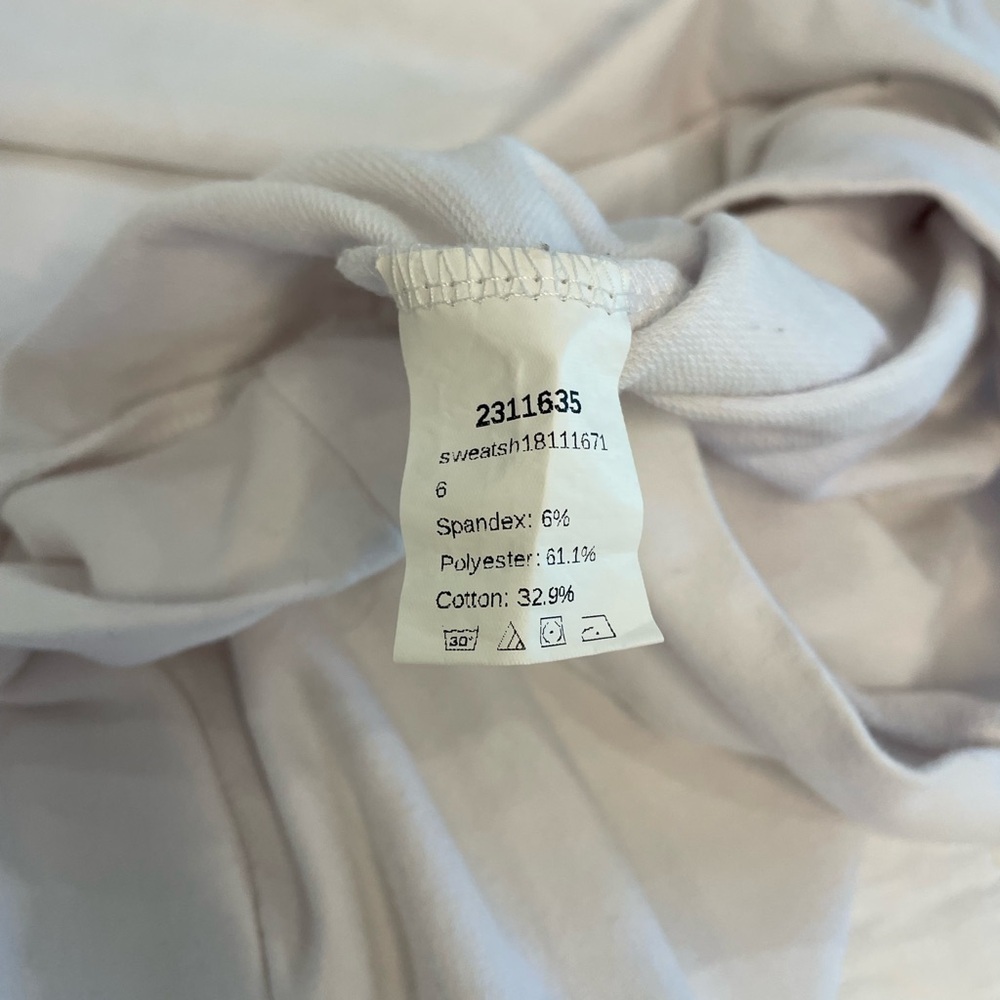 2311635
sweatsh18111671
6
Spandex: 6%
Polyester: 61.1%
Cotton: 32.9%
30°